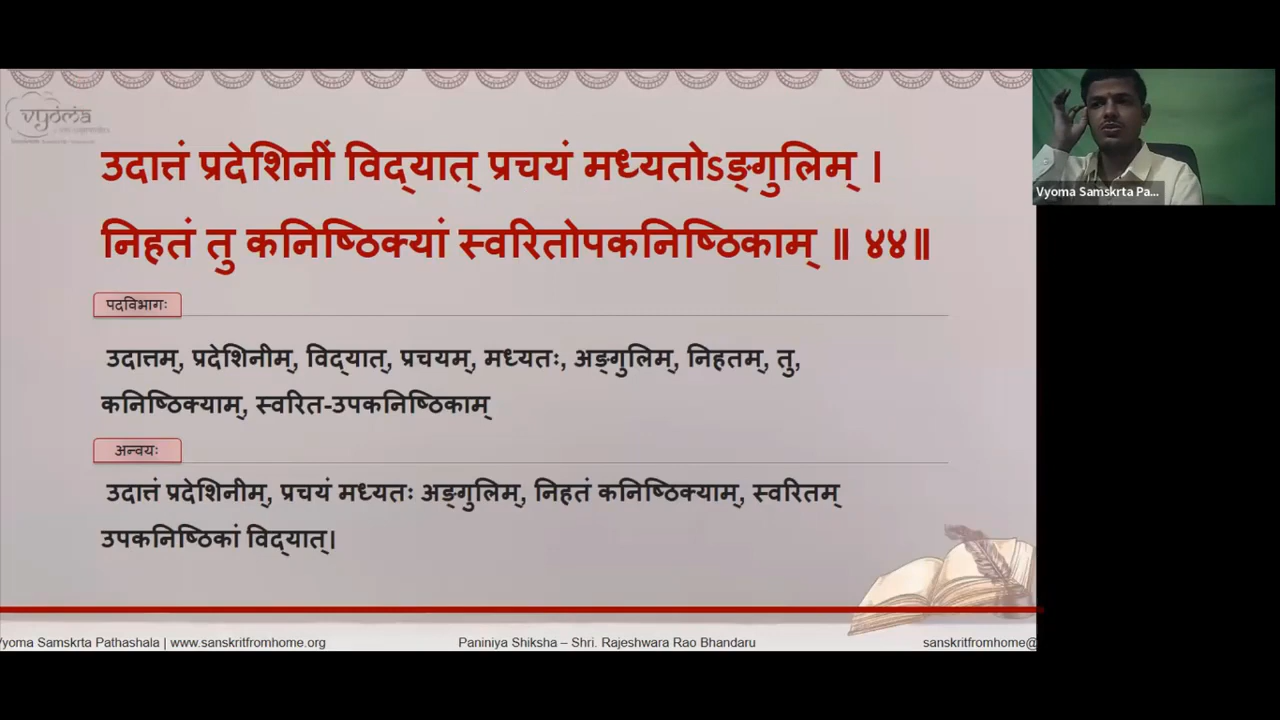 vyoma
उदात्तं प्रदेशिनीं विद्यात् प्रचयं मध्यतोऽङ्गुलिम् ।
निहतं तु कनिष्ठिक्यां स्वरितोपकनिष्ठिकाम् ॥ ४४॥
पदविभागः
उदात्तम्, प्रदेशिनीम्, विद्यात्, प्रचयम्, मध्यतः, अङ्गुलिम्, निहतम्, तु,
कनिष्ठिक्याम्, स्वरित-उपकनिष्ठिकाम्
अन्वयः
उदात्तं प्रदेशिनीम्, प्रचयं मध्यतः अङ्गुलिम्, निहतं कनिष्ठिक्याम्, स्वरितम्
उपकनिष्ठिकां विद्यात्।
Vyoma Samskrta Pa...
Vyoma Samskrta Pathashala | www.sanskritfromhome.org
Paniniya Shiksha – Shri. Rajeshwara Rao Bhandaru
sanskritfromhome@